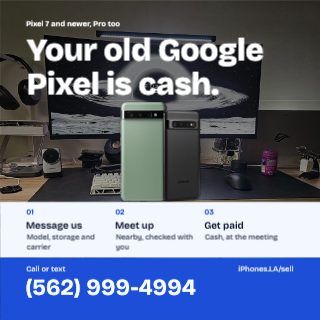 Pixel 7 and newer, Pro too
Your old Google
Pixel is cash.
01
Message us
Model, storage and
carrier
02
Meet up
Nearby, checked with
you
03
Get paid
Cash, at the meeting
Call or text
(562) 999-4994
iPhones.LA/sell